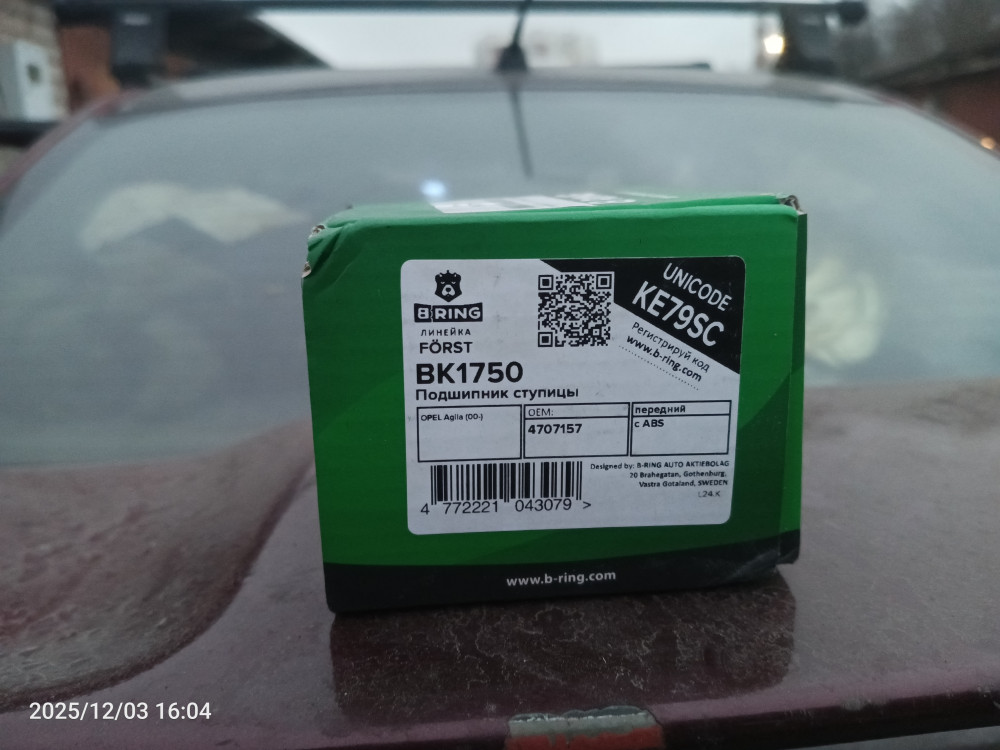 B-RING
ЛИНЕЙКА
FÖRST
UNICODE
KE79SC
Регистрируй код
www.b-ring.com
BK1750
Подшипник ступицы
OPEL Agila (00-)
OEM:
4707157
передний
с ABS
Designed by: B-RING AUTO AKTIEBOLAG
20 Brahegatan, Gothenburg,
Vastra Gotaland, SWEDEN
L24.K
4 772221 043079 >
www.b-ring.com
2025/12/03 16:04